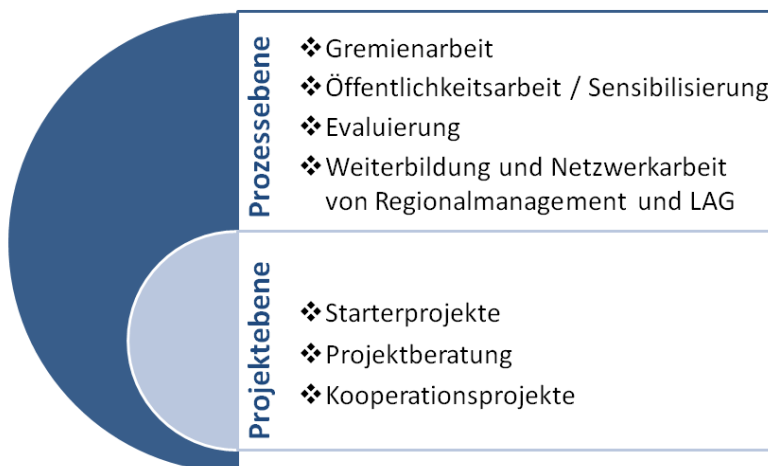 Prozessebene
❖Gremienarbeit
❖Öffentlichkeitsarbeit / Sensibilisierung
❖Evaluierung
❖Weiterbildung und Netzwerkarbeit
von Regionalmanagement und LAG
Projektebene
❖Starterprojekte
❖Projektberatung
❖Kooperationsprojekte